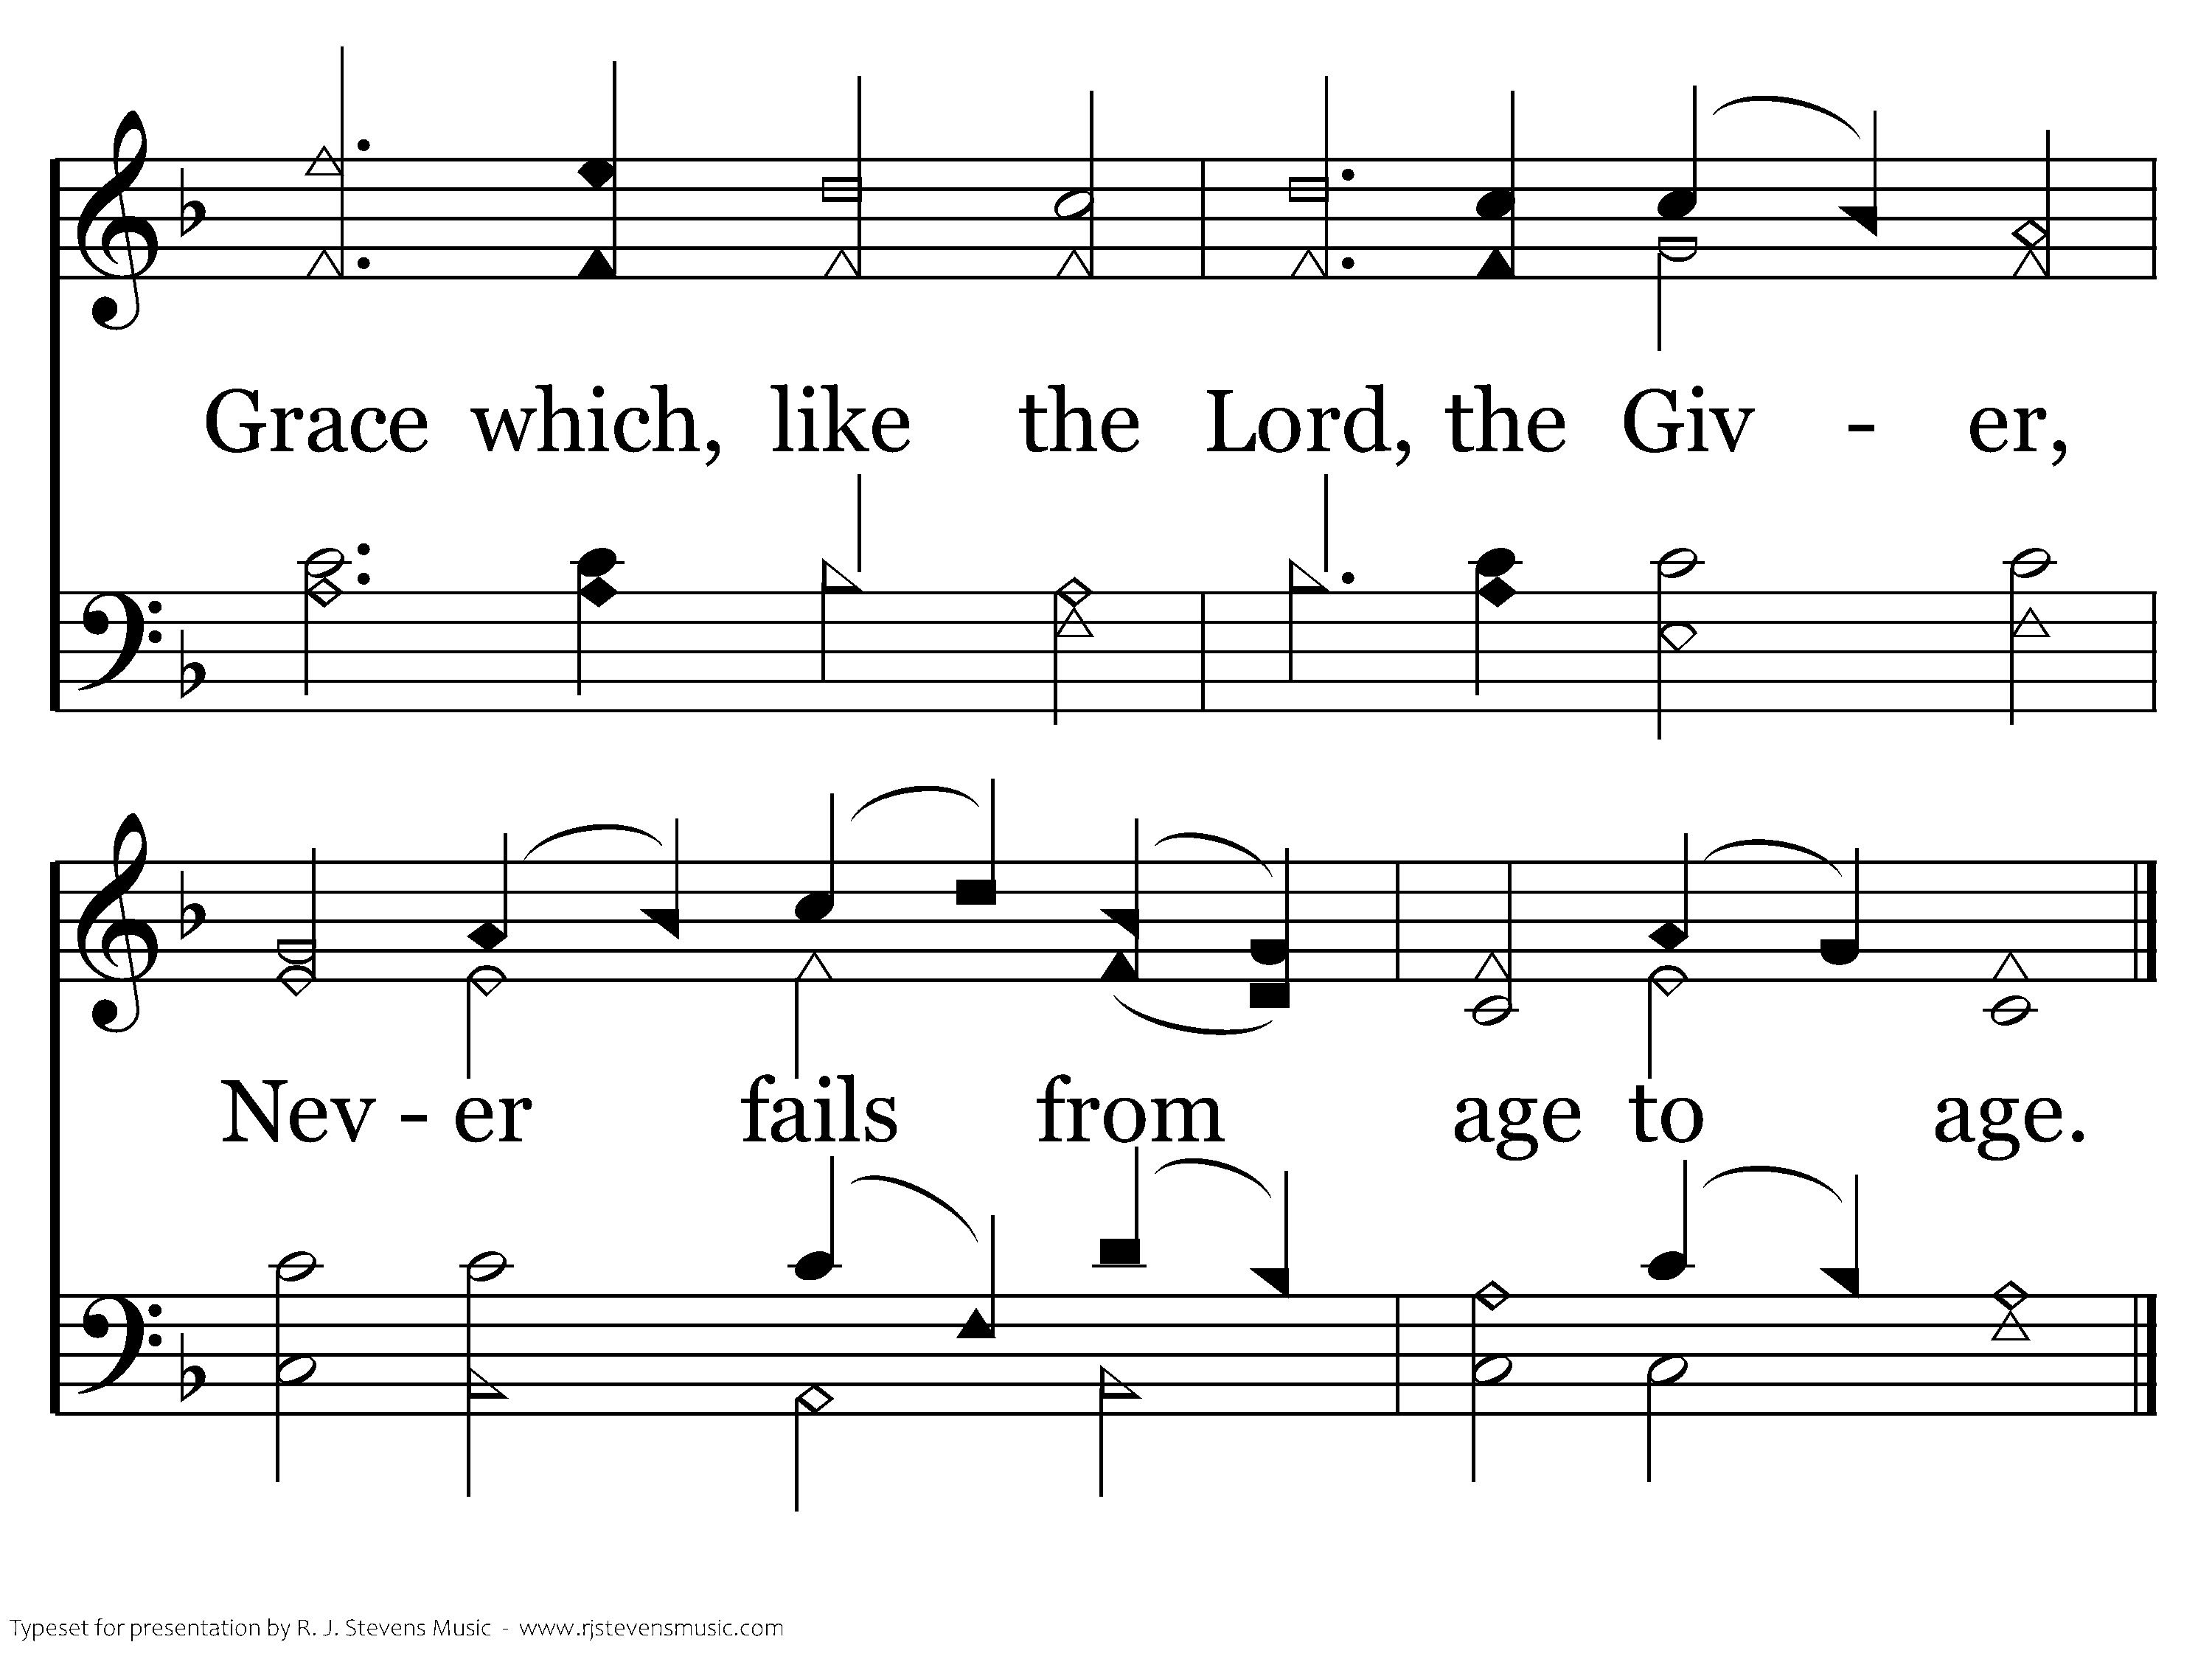 Grace which, like the Lord, the Giv - er,
Nev - er fails from age to age.
Typeset for presentation by R. J. Stevens Music - www.rjstevensmusic.com